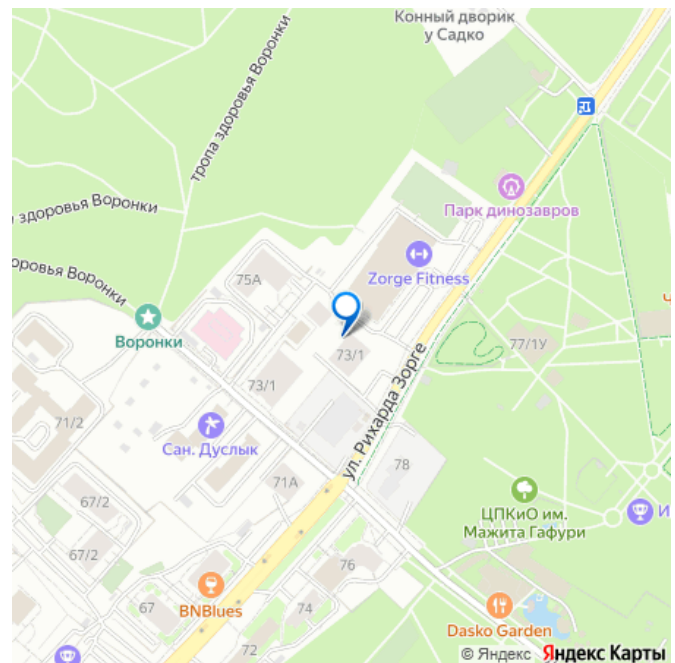 Конный дворик
у Садко
тропа здоровья Воронки
Парк динозавров
здоровья Воронки
Zorge Fitness
оровья Воронки
75А
Воронки
77/1У
73/1
73/1
ул. Рихарда Зорге
71/2
Сан. Дуслык
78
71А
67/2
ЦПКиО им.
Мажита Гафури
И
67/2
76
67
BNBlues
74
Dasko Garden
72
© Яндекс Яндекс Карты